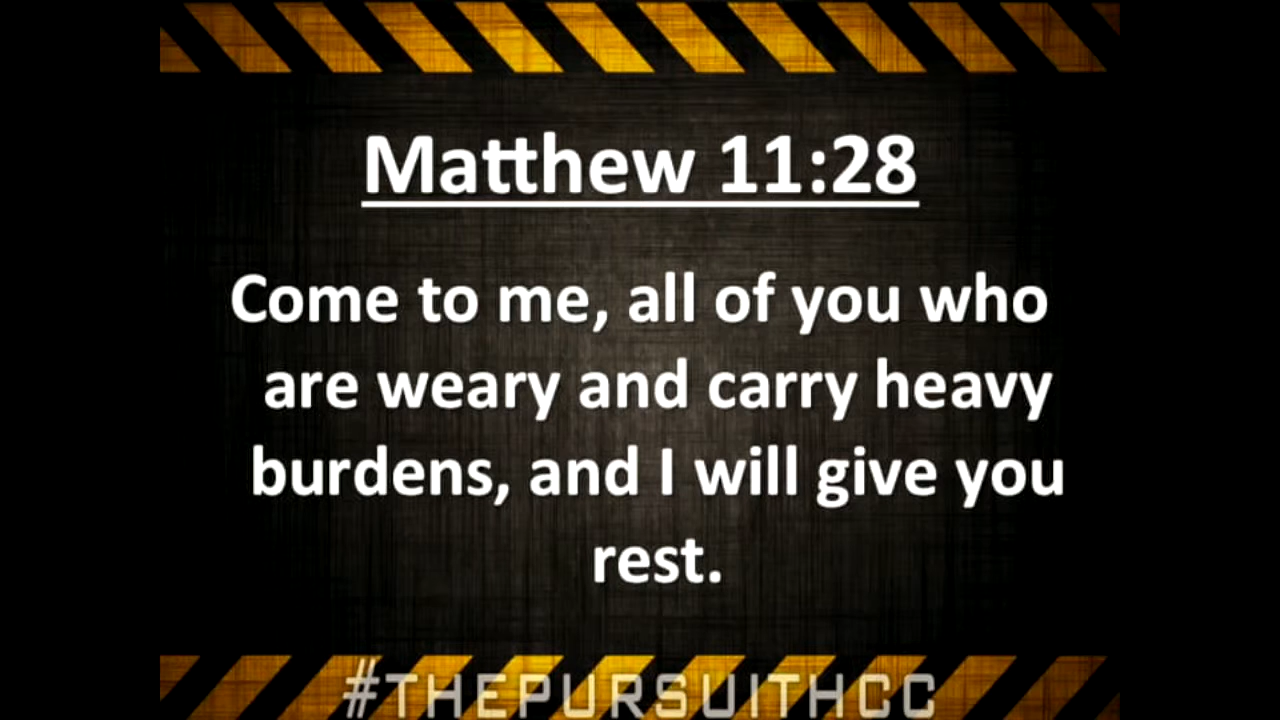 Matthew 11:28
Come to me, all of you who
are weary and carry heavy
burdens, and I will give you
rest.
#THEPURSUITHCC